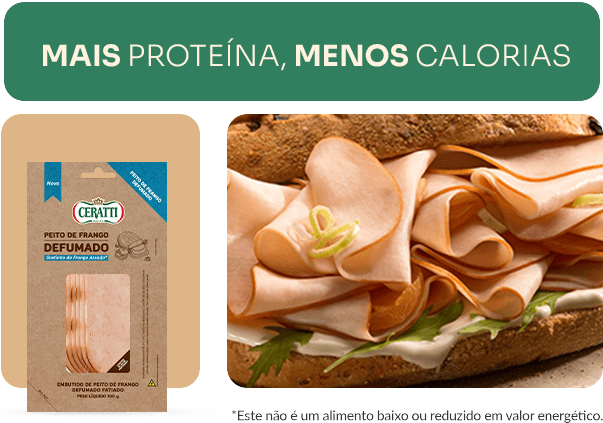 MAIS PROTEÍNA, MENOS CALORIAS
Novo
PEITO DE FRANGO
DEFUMADO
CERATTI
PEITO DE FRANGO
DEFUMADO
Gostinho de Frango Assado*
EMBUTIDO DE PEITO DE FRANGO
DEFUMADO FATIADO
PESO LÍQUIDO 100 g
*Este não é um alimento baixo ou reduzido em valor energético.